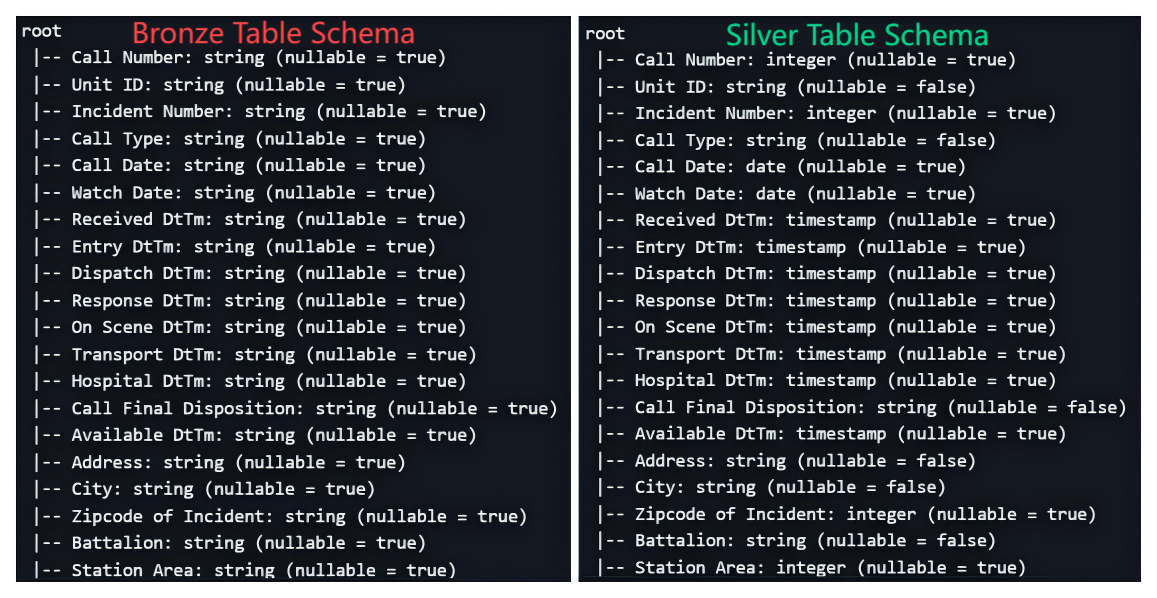 root
Bronze Table Schema
|-- Call Number: string (nullable = true)
|-- Unit ID: string (nullable = true)
|-- Incident Number: string (nullable = true)
|-- Call Type: string (nullable = true)
|-- Call Date: string (nullable = true)
|-- Watch Date: string (nullable = true)
|-- Received DtTm: string (nullable = true)
|-- Entry DtTm: string (nullable = true)
|-- Dispatch DtTm: string (nullable = true)
|-- Response DtTm: string (nullable = true)
|-- On Scene DtTm: string (nullable = true)
|-- Transport DtTm: string (nullable = true)
|-- Hospital DtTm: string (nullable = true)
|-- Call Final Disposition: string (nullable = true)
|-- Available DtTm: string (nullable = true)
|-- Address: string (nullable = true)
|-- City: string (nullable = true)
|-- Zipcode of Incident: string (nullable = true)
|-- Battalion: string (nullable = true)
|-- Station Area: string (nullable = true)
root
Silver Table Schema
|-- Call Number: integer (nullable = true)
|-- Unit ID: string (nullable = false)
|-- Incident Number: integer (nullable = true)
|-- Call Type: string (nullable = false)
|-- Call Date: date (nullable = true)
|-- Watch Date: date (nullable = true)
|-- Received DtTm: timestamp (nullable = true)
|-- Entry DtTm: timestamp (nullable = true)
|-- Dispatch DtTm: timestamp (nullable = true)
|-- Response DtTm: timestamp (nullable = true)
|-- On Scene DtTm: timestamp (nullable = true)
|-- Transport DtTm: timestamp (nullable = true)
|-- Hospital DtTm: timestamp (nullable = true)
|-- Call Final Disposition: string (nullable = false)
|-- Available DtTm: timestamp (nullable = true)
|-- Address: string (nullable = false)
|-- City: string (nullable = false)
|-- Zipcode of Incident: integer (nullable = true)
|-- Battalion: string (nullable = false)
|-- Station Area: integer (nullable = true)